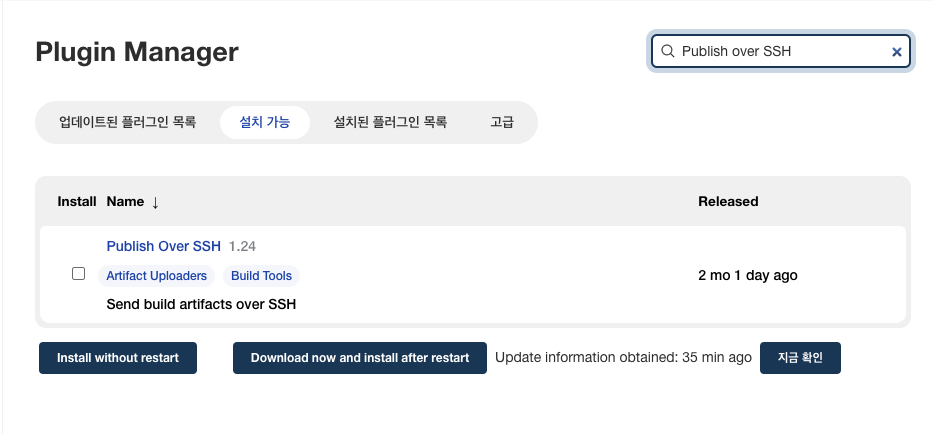 Plugin Manager
Publish over SSH
업데이트된 플러그인 목록 설치 가능 설치된 플러그인 목록 고급
Install Name ↓ Released
Publish Over SSH 1.24
Artifact Uploaders Build Tools
2 mo 1 day ago
Send build artifacts over SSH
Install without restart Download now and install after restart Update information obtained: 35 min ago 지금 확인